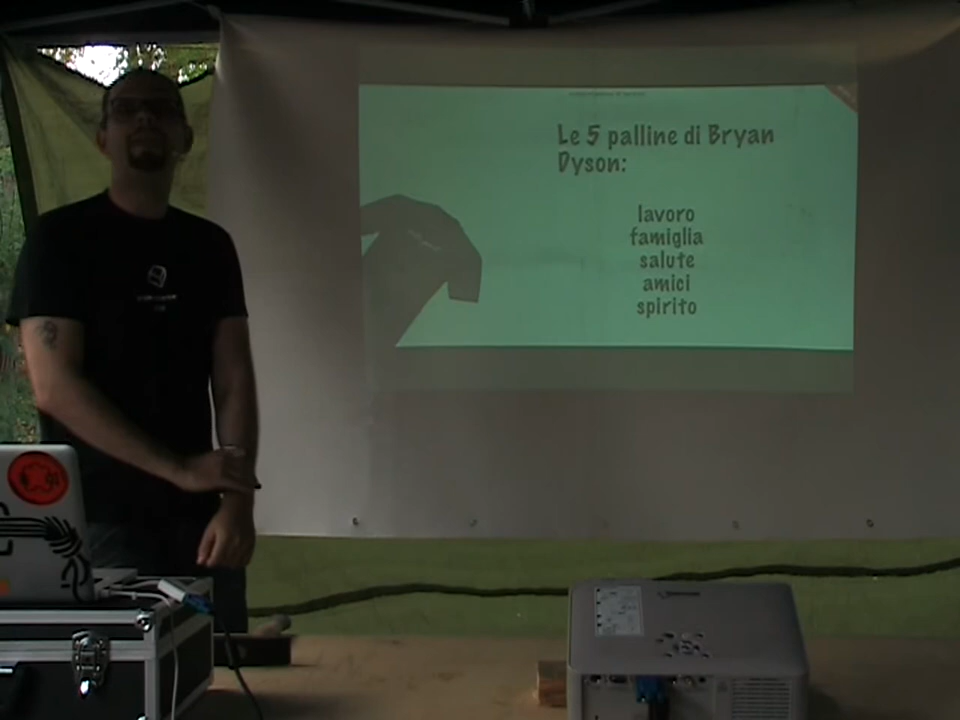 Le 5 palline di Bryan
Dyson:
lavoro
famiglia
salute
amici
spirito